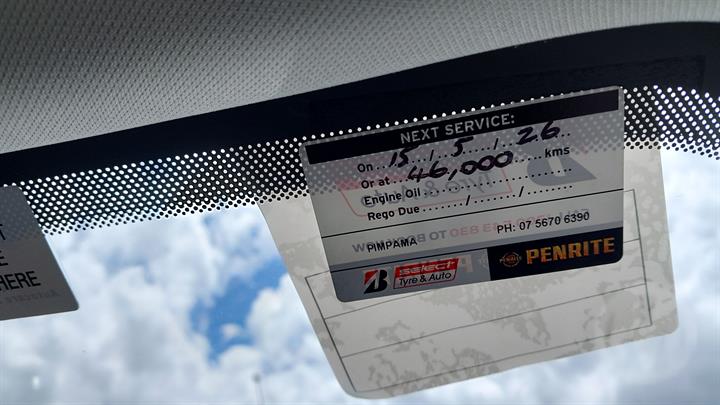 NEXT SERVICE:
On 15 / 5 / 26
Or at 46,000 kms
Engine Oil
Rego Due ....../....../......
PIMPAMA PH: 07 5670 6390
SELECT
Tyre & Auto
PENRITE
HERE